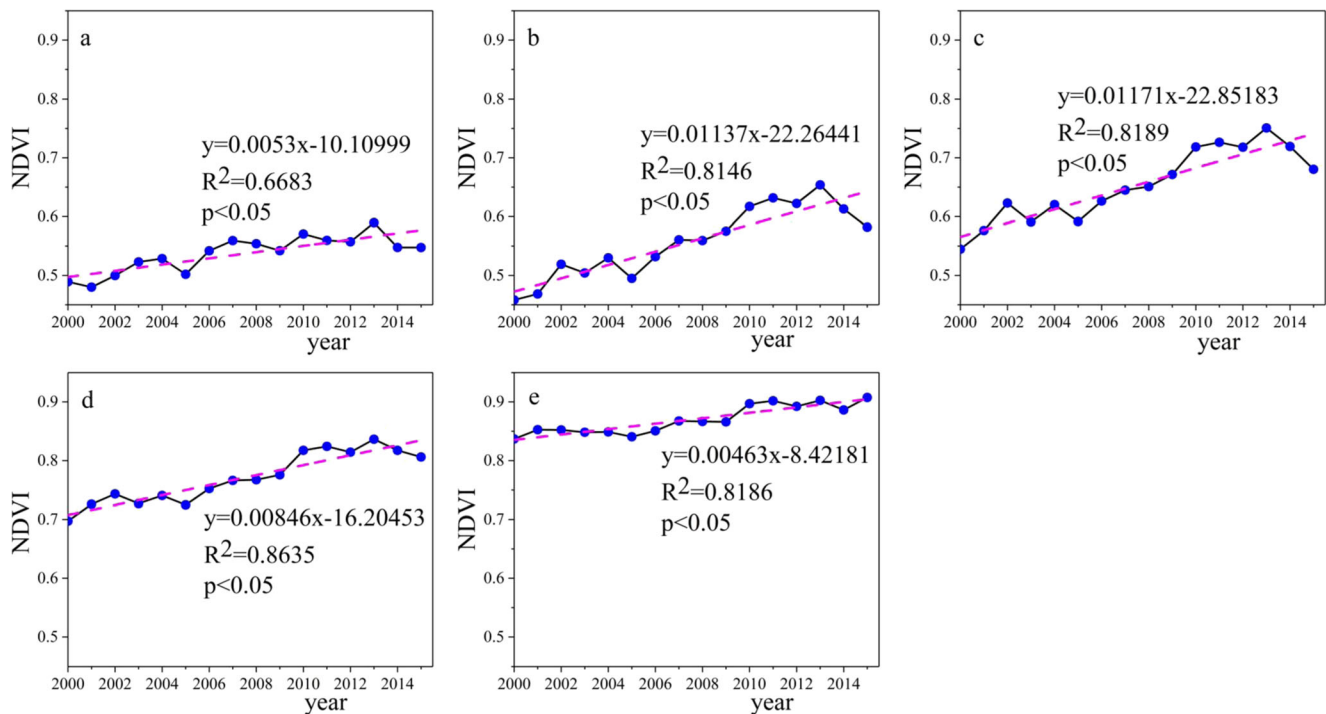 a
0.9
0.8
0.7
0.6
0.5
NDVI
y=0.0053x-10.10999
R²=0.6683
p<0.05
2000 2002 2004 2006 2008 2010 2012 2014
year
b
0.9
0.8
0.7
0.6
0.5
NDVI
y=0.01137x-22.26441
R²=0.8146
p<0.05
2000 2002 2004 2006 2008 2010 2012 2014
year
c
0.9
0.8
0.7
0.6
0.5
NDVI
y=0.01171x-22.85183
R²=0.8189
p<0.05
2000 2002 2004 2006 2008 2010 2012 2014
year
d
0.9
0.8
0.7
0.6
0.5
NDVI
y=0.00846x-16.20453
R²=0.8635
p<0.05
2000 2002 2004 2006 2008 2010 2012 2014
year
e
0.9
0.8
0.7
0.6
0.5
NDVI
y=0.00463x-8.42181
R²=0.8186
p<0.05
2000 2002 2004 2006 2008 2010 2012 2014
year